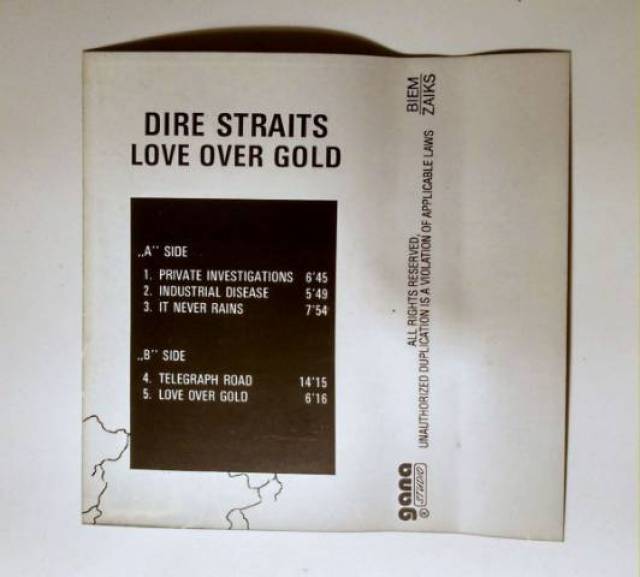 DIRE STRAITS
LOVE OVER GOLD
„A" SIDE
1. PRIVATE INVESTIGATIONS 6'45
2. INDUSTRIAL DISEASE 5'49
3. IT NEVER RAINS 7'54
„B" SIDE
4. TELEGRAPH ROAD 14'15
5. LOVE OVER GOLD 6'16
BIEM
ZAIKS
ALL RIGHTS RESERVED,
UNAUTHORIZED DUPLICATION IS A VIOLATION OF APPLICABLE LAWS
gana
® STUDIO